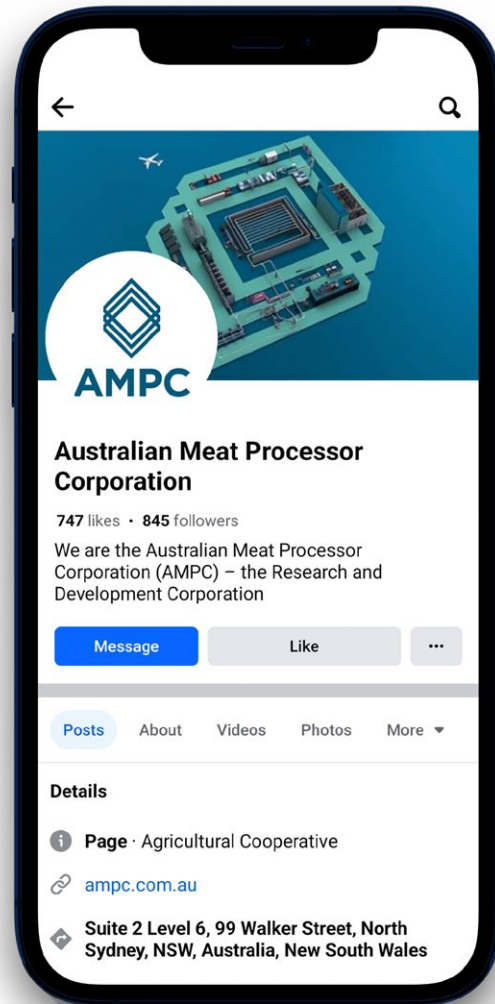 AMPC
Australian Meat Processor
Corporation
747 likes · 845 followers
We are the Australian Meat Processor
Corporation (AMPC) – the Research and
Development Corporation
Message Like ···
Posts About Videos Photos More
Details
Page · Agricultural Cooperative
ampc.com.au
Suite 2 Level 6, 99 Walker Street, North
Sydney, NSW, Australia, New South Wales